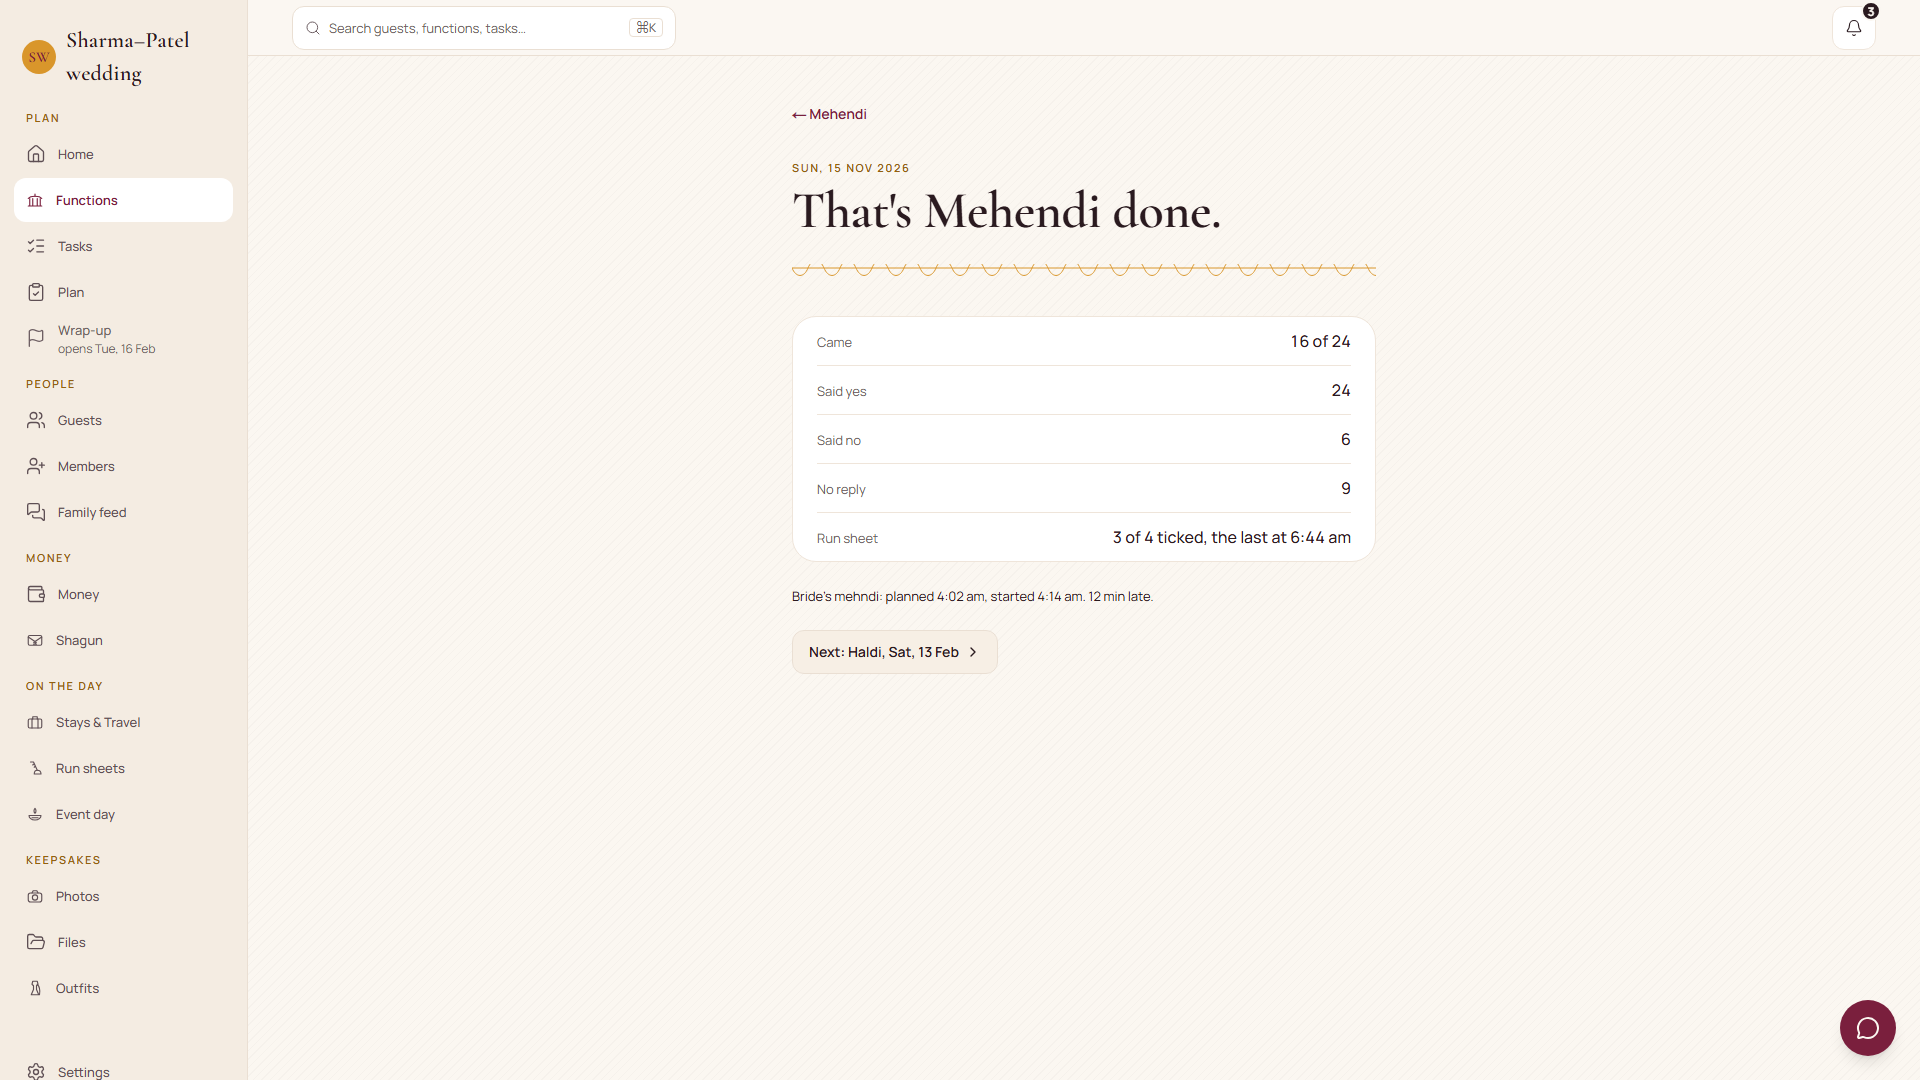 SW
Sharma–Patel
wedding
PLAN
Home
Functions
Tasks
Plan
Wrap-up
opens Tue, 16 Feb
PEOPLE
Guests
Members
Family feed
MONEY
Money
Shagun
ON THE DAY
Stays & Travel
Run sheets
Event day
KEEPSAKES
Photos
Files
Outfits
Settings
Search guests, functions, tasks...
⌘K
3
← Mehendi
SUN, 15 NOV 2026
That's Mehendi done.
Came 16 of 24
Said yes 24
Said no 6
No reply 9
Run sheet 3 of 4 ticked, the last at 6:44 am
Bride's mehndi: planned 4:02 am, started 4:14 am. 12 min late.
Next: Haldi, Sat, 13 Feb